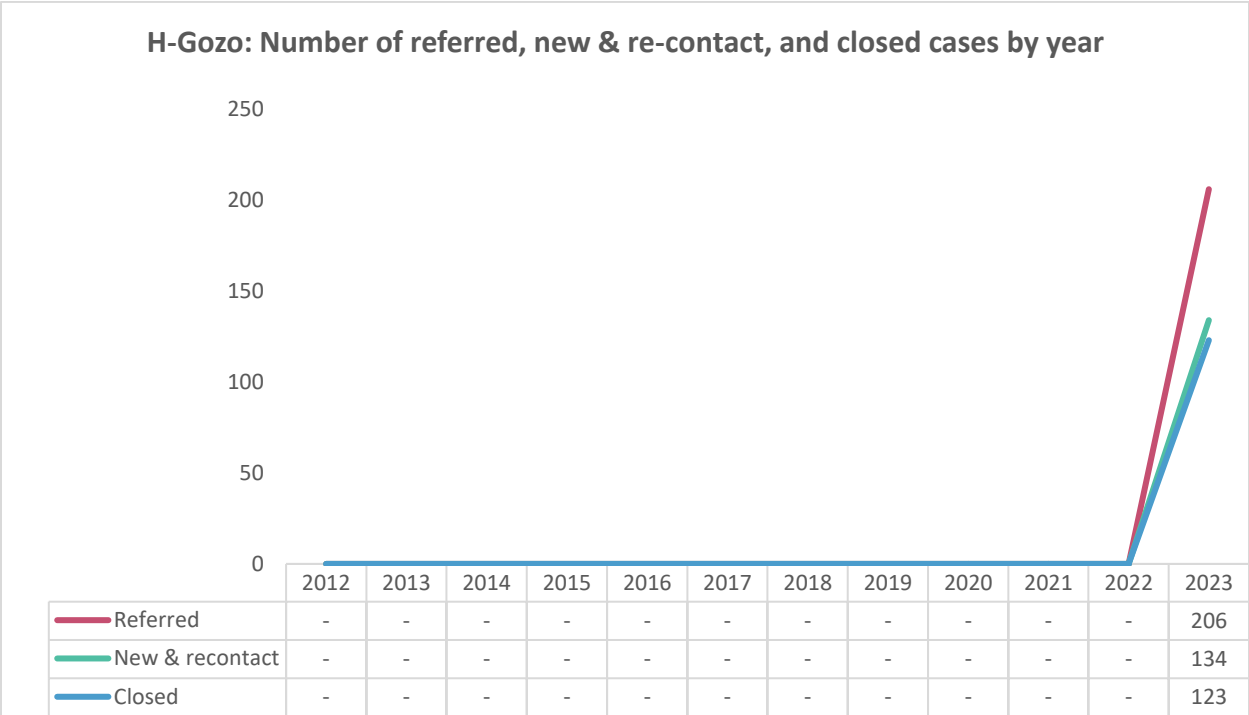 H-Gozo: Number of referred, new & re-contact, and closed cases by year
250
200
150
100
50
0
2012 2013 2014 2015 2016 2017 2018 2019 2020 2021 2022 2023
Referred - - - - - - - - - - - 206
New & recontact - - - - - - - - - - - 134
Closed - - - - - - - - - - - 123